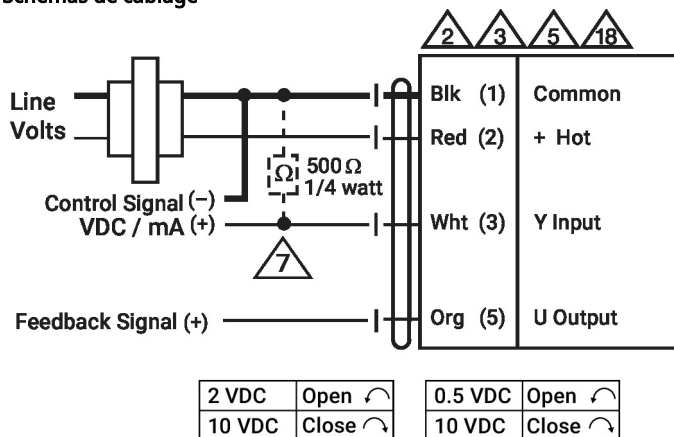 Schémas de câblage
2 3 5 18
Line Volts
Blk (1) Common
Red (2) + Hot
Ω 500 Ω
1/4 watt
Control Signal (−)
VDC / mA (+)
Wht (3) Y Input
7
Feedback Signal (+)
Org (5) U Output
2 VDC Open
10 VDC Close
0.5 VDC Open
10 VDC Close